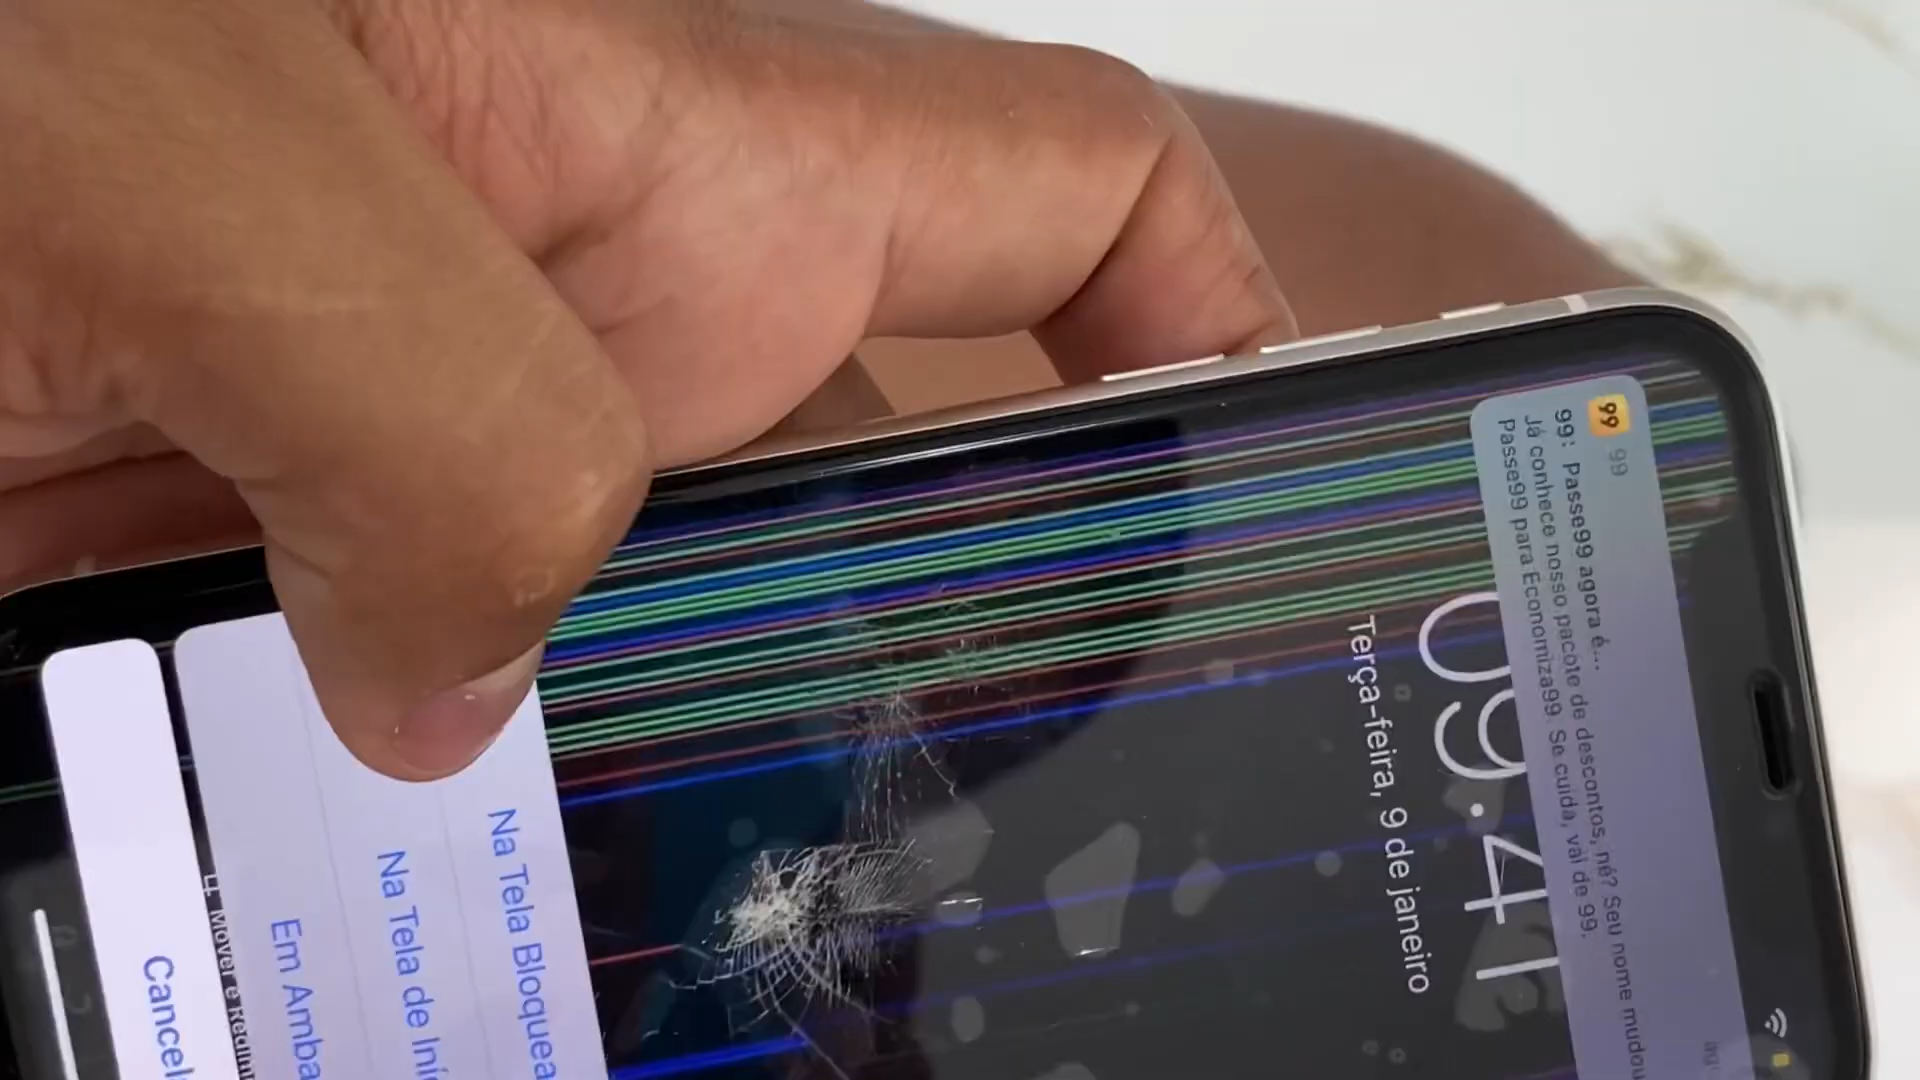 99
99
99: Passe99 agora é...
Já conhece nosso pacote de descontos, né? Seu nome mudou
Passe99 para Economiza99. Se cuida, vai de 99.
09:41
Terça-feira, 9 de janeiro
Na Tela Bloquea
Na Tela de Iníc
Em Amba
Mover e
Cancel